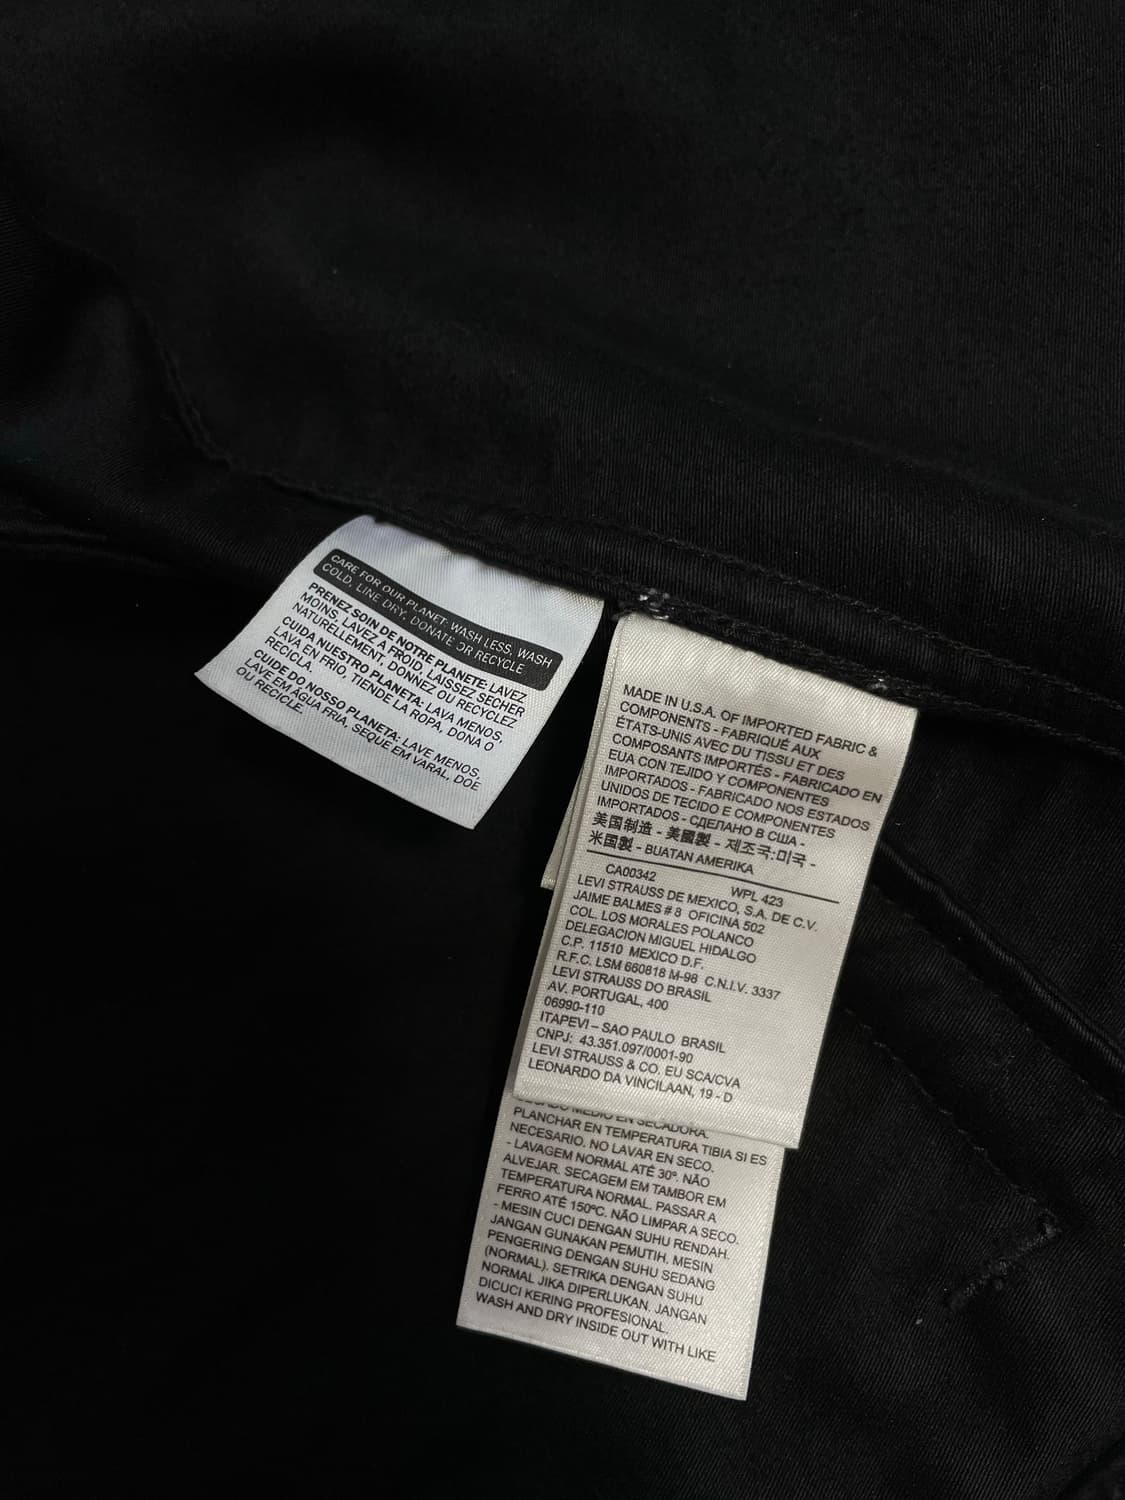 CARE FOR OUR PLANET: WASH LESS, WASH
COLD, LINE DRY, DONATE OR RECYCLE
PRENEZ SOIN DE NOTRE PLANETE: LAVEZ
MOINS, LAVEZ A FROID, LAISSEZ SECHER
NATURELLEMENT, DONNEZ OU RECYCLEZ
CUIDA NUESTRO PLANETA: LAVA MENOS,
LAVA EN FRIO, TIENDE LA ROPA, DONA O
RECICLA.
CUIDE DO NOSSO PLANETA: LAVE MENOS,
LAVE EM ÁGUA FRIA, SEQUE EM VARAL, DOE
OU RECICLE.
MADE IN U.S.A. OF IMPORTED FABRIC &
COMPONENTS - FABRIQUÉ AUX
ÉTATS-UNIS AVEC DU TISSU ET DES
COMPOSANTS IMPORTÉS - FABRICADO EN
EUA CON TEJIDO Y COMPONENTES
IMPORTADOS - FABRICADO NOS ESTADOS
UNIDOS DE TECIDO E COMPONENTES
IMPORTADOS - СДЕЛАНО В США -
美国制造 - 美國製 - 제조국:미국 -
米国製 - BUATAN AMERIKA
CA00342 WPL 423
LEVI STRAUSS DE MEXICO, S.A. DE C.V.
JAIME BALMES # 8 OFICINA 502
COL. LOS MORALES POLANCO
DELEGACION MIGUEL HIDALGO
C.P. 11510 MEXICO D.F.
R.F.C. LSM 660818 M-98 C.N.I.V. 3337
LEVI STRAUSS DO BRASIL
AV. PORTUGAL, 400
06990-110
ITAPEVI – SAO PAULO BRASIL
CNPJ: 43.351.097/0001-90
LEVI STRAUSS & CO. EU SCA/CVA
LEONARDO DA VINCILAAN, 19 - D
MEDIO EN SECADORA.
PLANCHAR EN TEMPERATURA TIBIA SI ES
NECESARIO. NO LAVAR EN SECO.
- LAVAGEM NORMAL ATÉ 30º. NÃO
ALVEJAR. SECAGEM EM TAMBOR EM
TEMPERATURA NORMAL. PASSAR A
FERRO ATÉ 150ºC. NÃO LIMPAR A SECO.
- MESIN CUCI DENGAN SUHU RENDAH.
JANGAN GUNAKAN PEMUTIH. MESIN
PENGERING DENGAN SUHU SEDANG
(NORMAL). SETRIKA DENGAN SUHU
NORMAL JIKA DIPERLUKAN. JANGAN
DICUCI KERING PROFESIONAL.
WASH AND DRY INSIDE OUT WITH LIKE